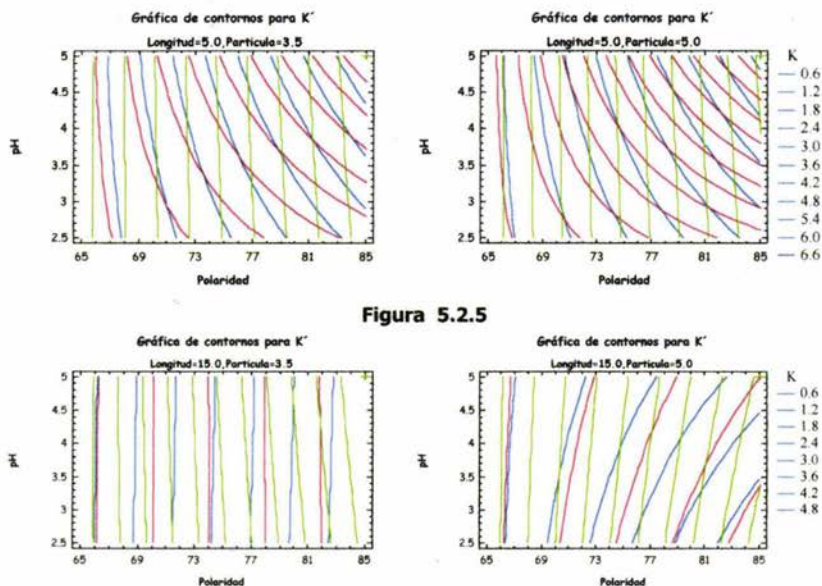 Gráfica de contornos para K´
Longitud=5.0,Particula=3.5
pH
5
4.5
4
3.5
3
2.5
65 69 73 77 81 85
Polaridad
Gráfica de contornos para K´
Longitud=5.0,Particula=5.0
pH
5
4.5
4
3.5
3
2.5
65 69 73 77 81 85
Polaridad
K
0.6
1.2
1.8
2.4
3.0
3.6
4.2
4.8
5.4
6.0
6.6
Figura 5.2.5
Gráfica de contornos para K´
Longitud=15.0,Particula=3.5
pH
5
4.5
4
3.5
3
2.5
65 69 73 77 81 85
Polaridad
Gráfica de contornos para K´
Longitud=15.0,Particula=5.0
pH
5
4.5
4
3.5
3
2.5
65 69 73 77 81 85
Polaridad
K
0.6
1.2
1.8
2.4
3.0
3.6
4.2
4.8